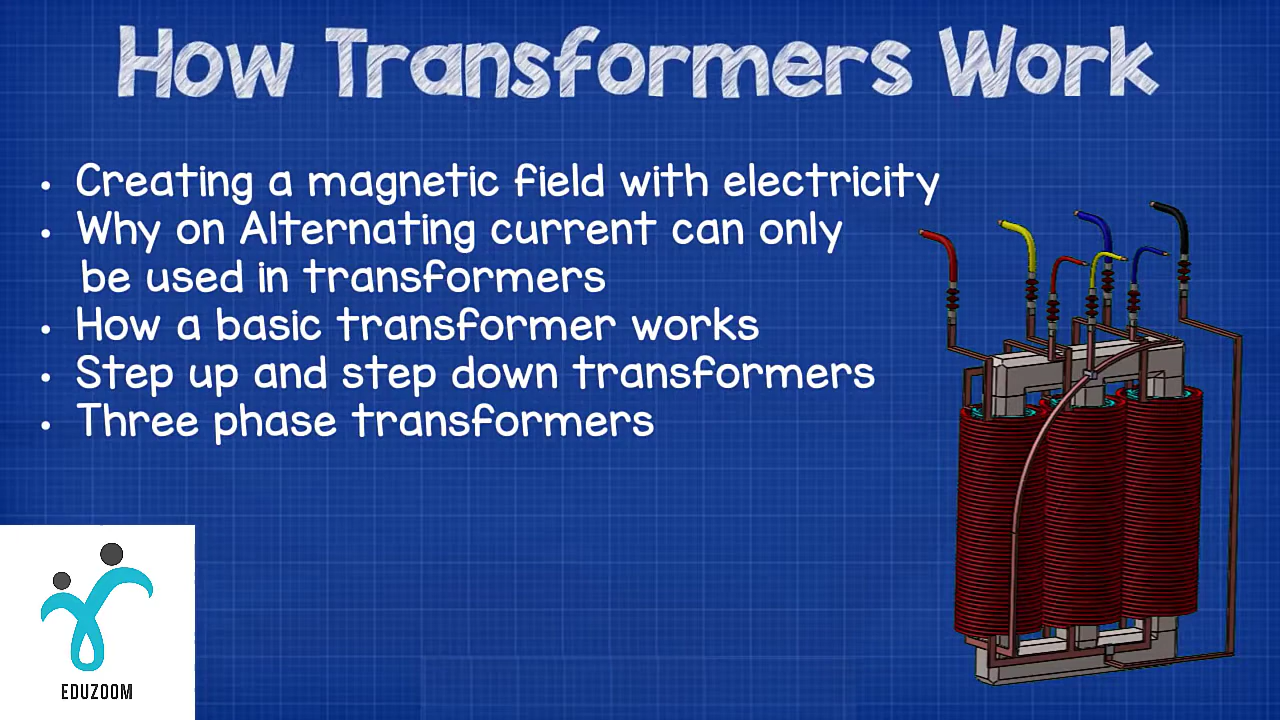 How Transformers Work
• Creating a magnetic field with electricity
• Why on Alternating current can only
be used in transformers
• How a basic transformer works
• Step up and step down transformers
• Three phase transformers
EDUZOOM